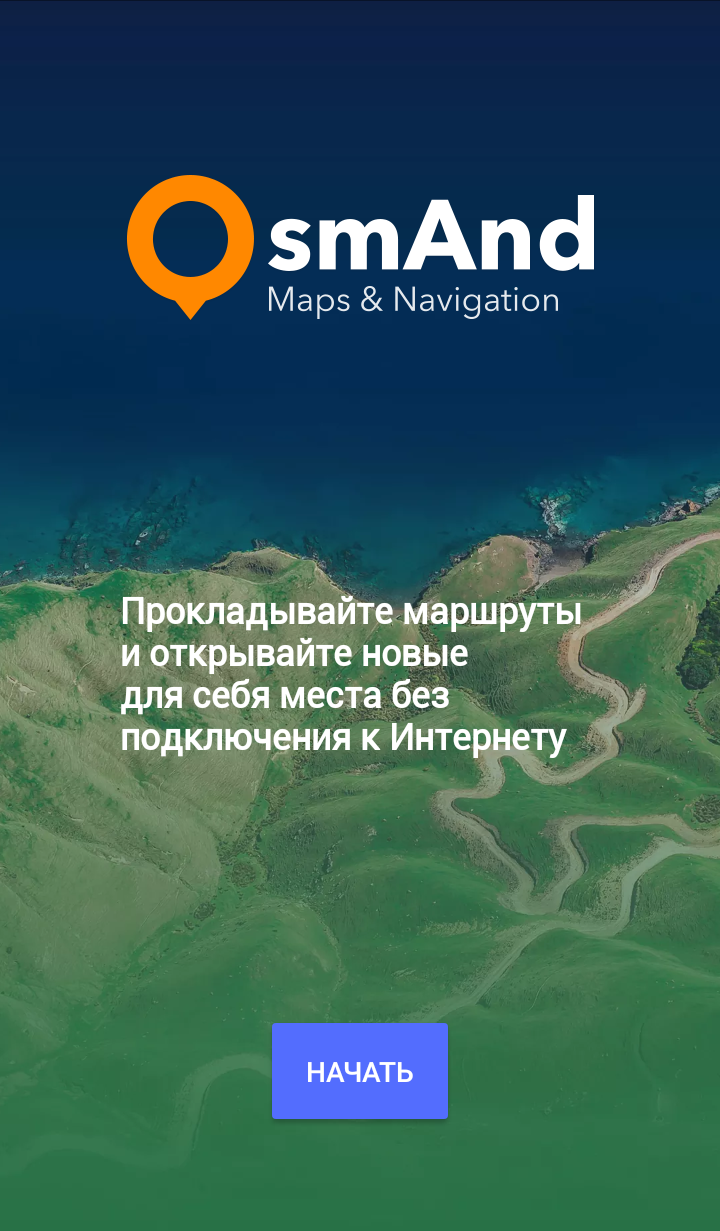 OsmAnd
Maps & Navigation
Прокладывайте маршруты
и открывайте новые
для себя места без
подключения к Интернету
НАЧАТЬ